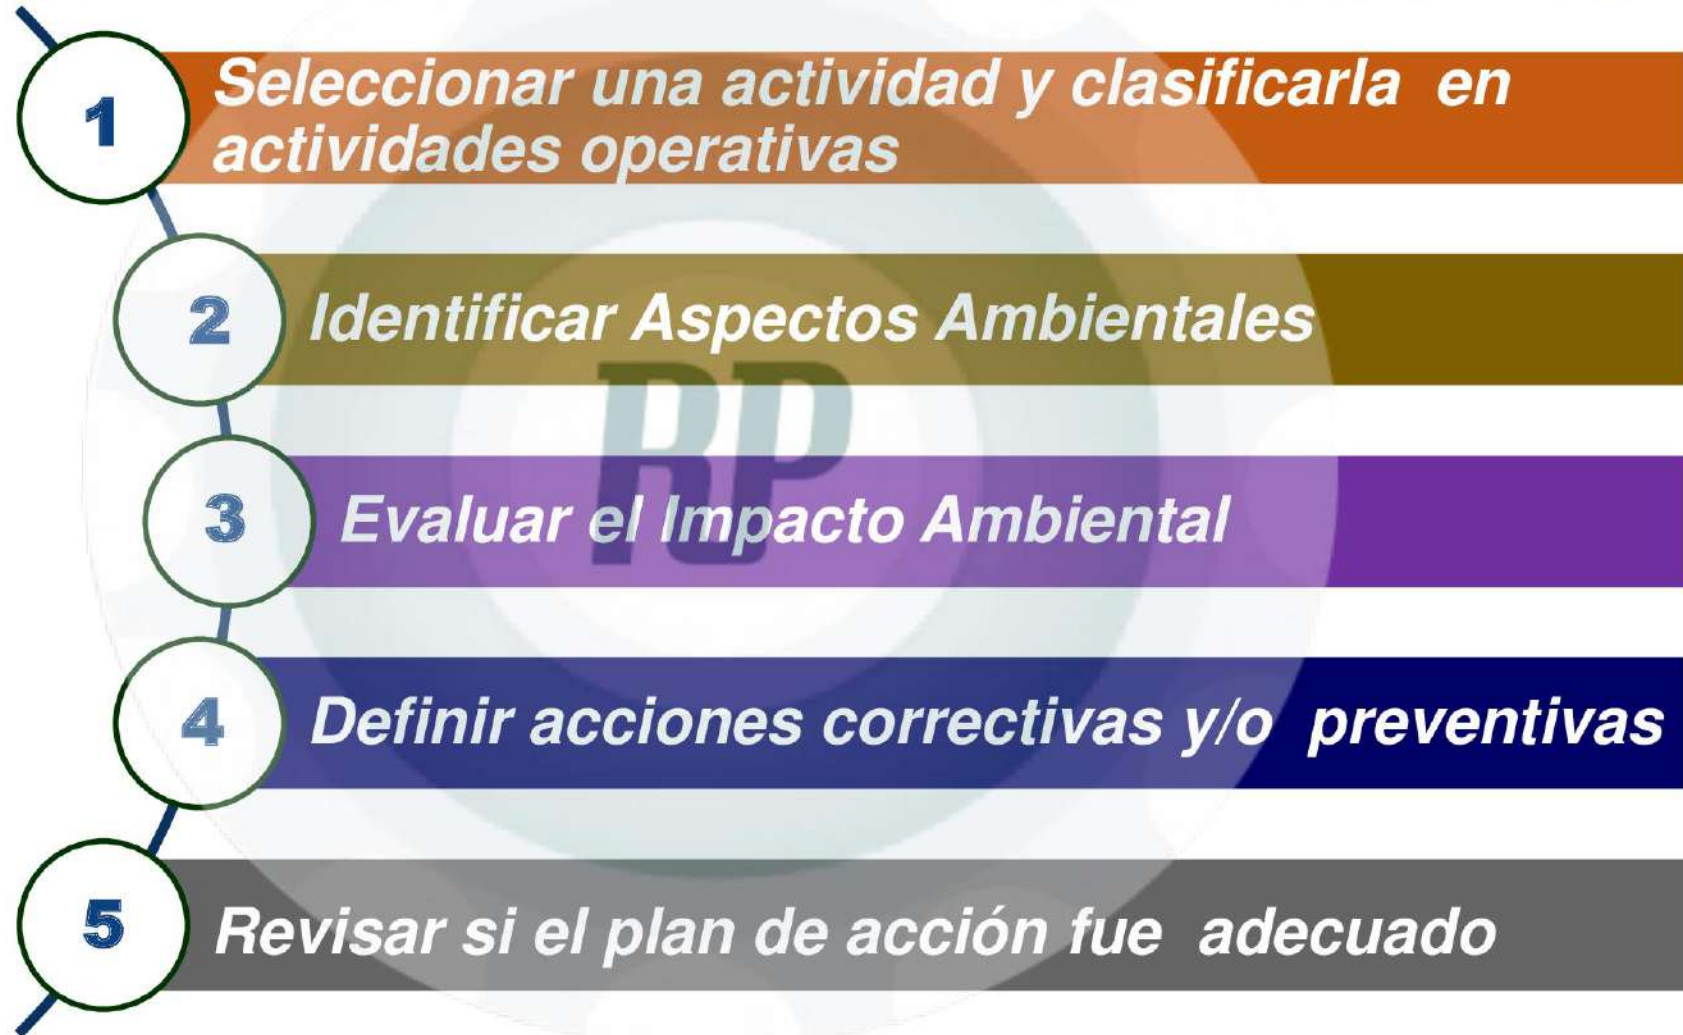 1
Seleccionar una actividad y clasificarla en
actividades operativas
2
Identificar Aspectos Ambientales
RP
3
Evaluar el Impacto Ambiental
4
Definir acciones correctivas y/o preventivas
5
Revisar si el plan de acción fue adecuado